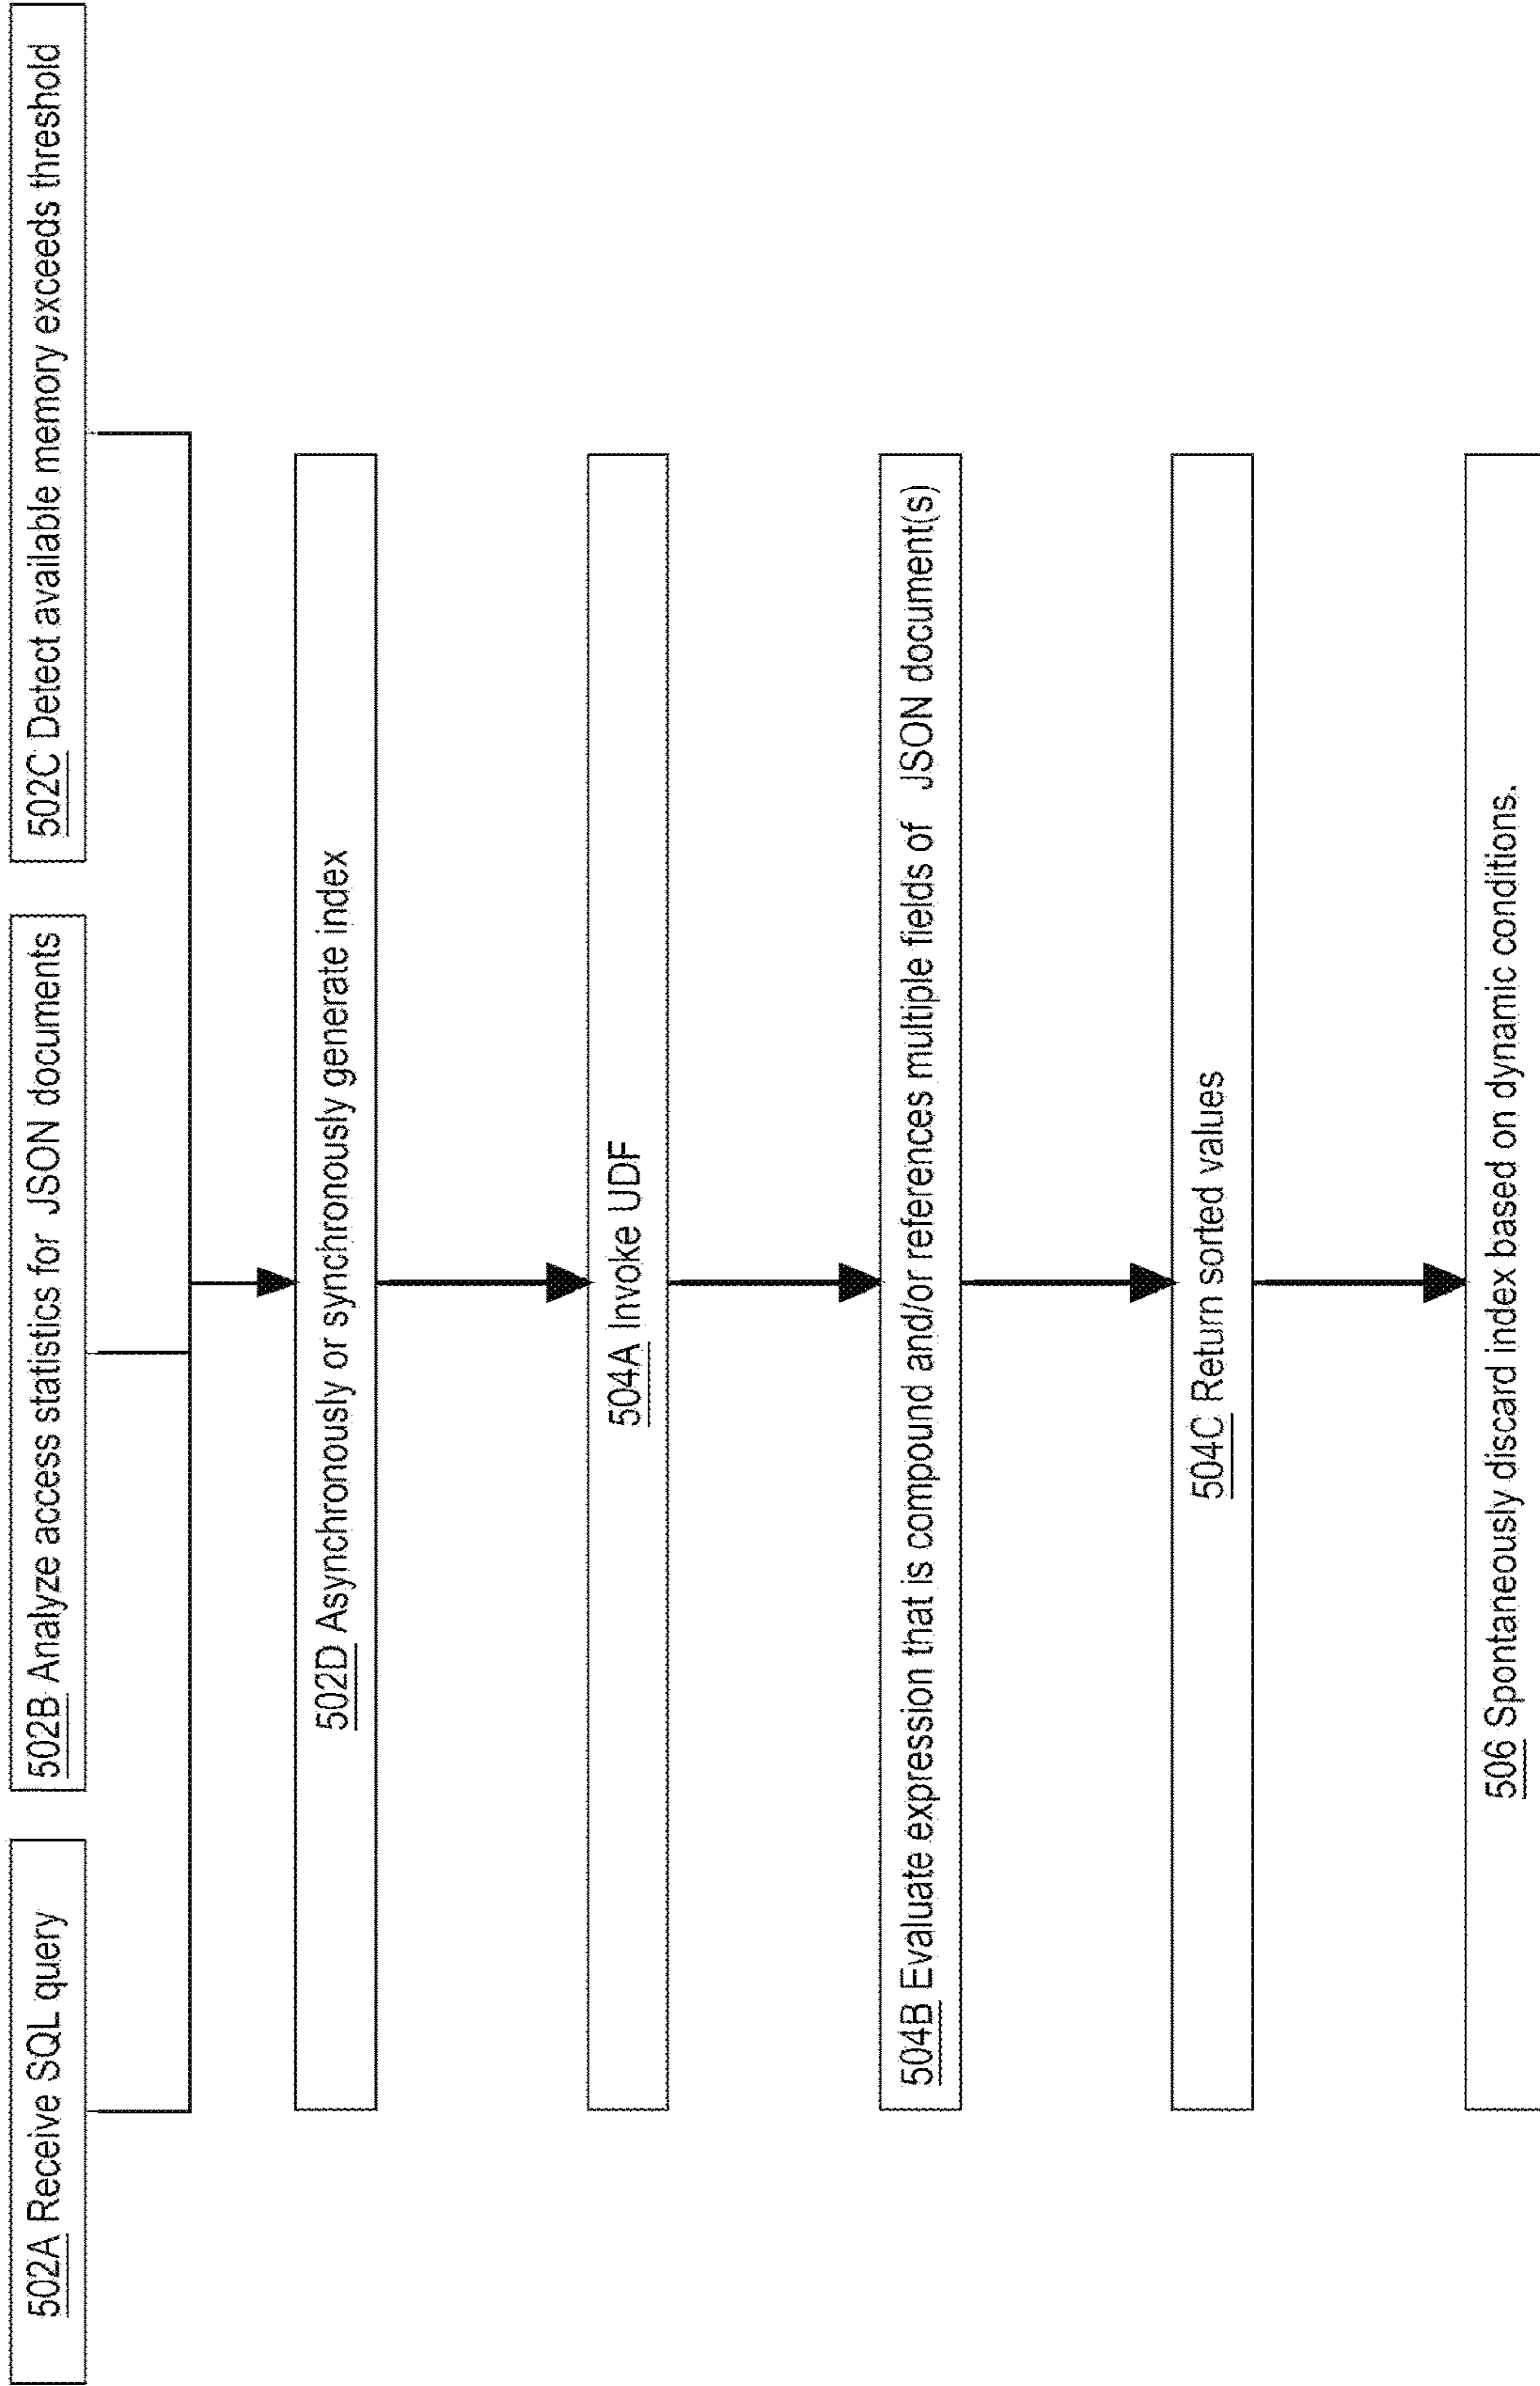 502A Receive SQL query
502B Analyze access statistics for JSON documents
502C Detect available memory exceeds threshold
502D Asynchronously or synchronously generate index
504A Invoke UDF
504B Evaluate expression that is compound and/or references multiple fields of JSON document(s)
504C Return sorted values
506 Spontaneously discard index based on dynamic conditions.